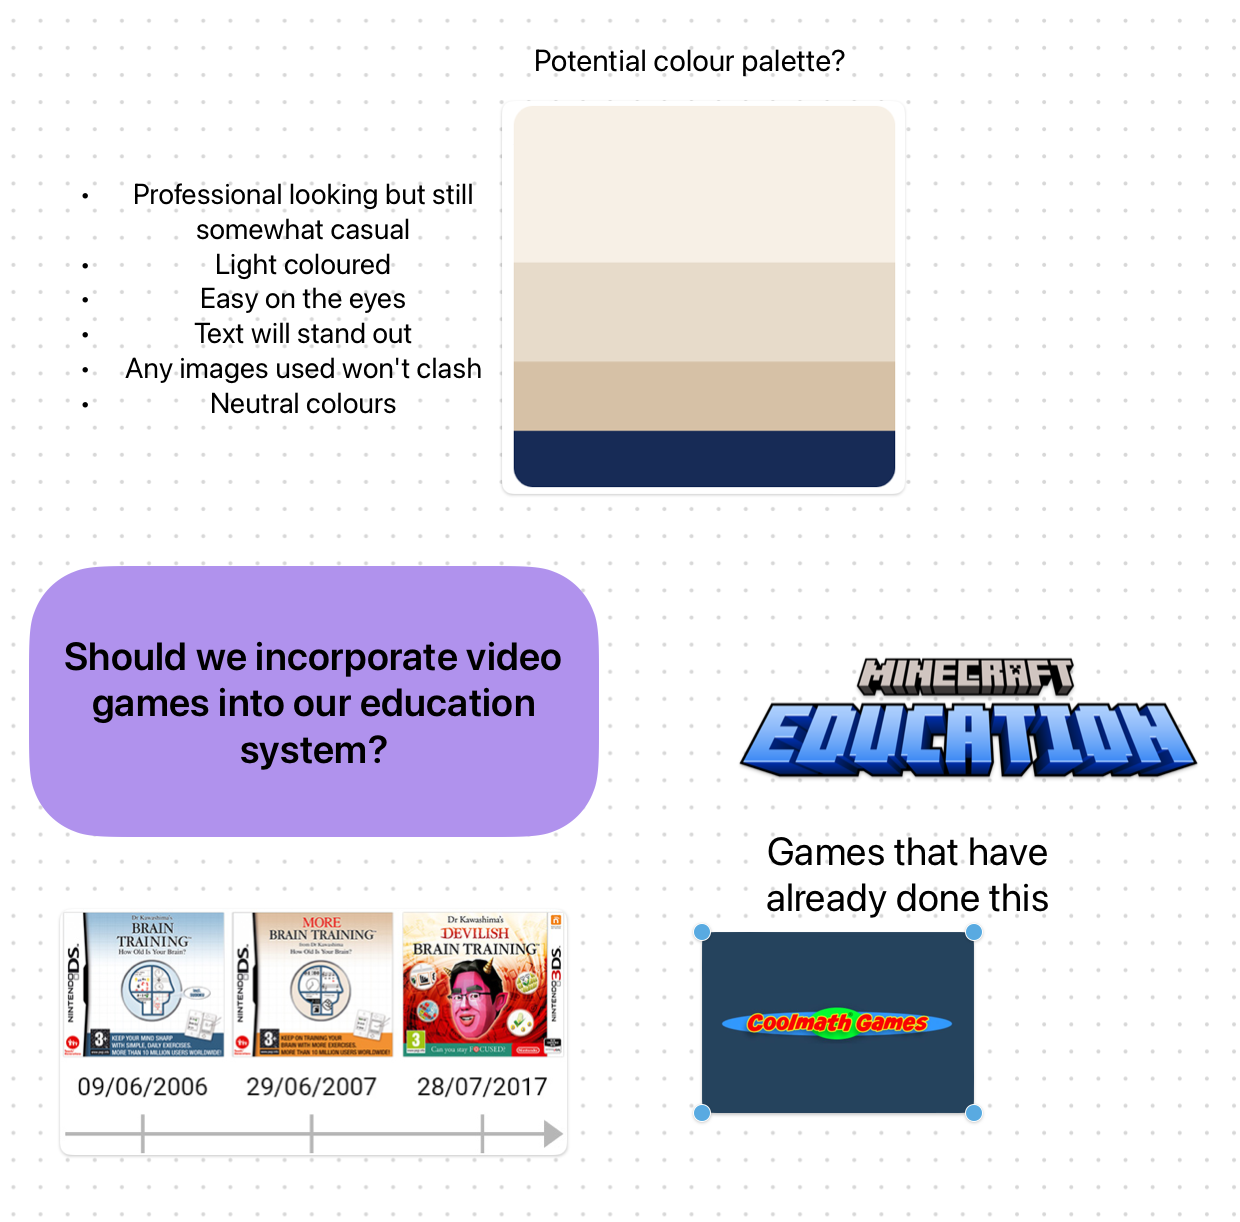 Potential colour palette?
• Professional looking but still
somewhat casual
• Light coloured
• Easy on the eyes
• Text will stand out
• Any images used won't clash
• Neutral colours
Should we incorporate video
games into our education
system?
MINECRAFT
EDUCATION
Games that have
already done this
Coolmath Games
Dr Kawashima's
BRAIN
TRAINING™
How Old Is Your Brain?
NINTENDO DS
3+
KEEP YOUR MIND SHARP
WITH SIMPLE, DAILY EXERCISES.
MORE THAN 10 MILLION USERS WORLDWIDE!
MORE
BRAIN TRAINING™
from Dr Kawashima
How Old Is Your Brain?
NINTENDO DS
3+
KEEP ON TRAINING YOUR
BRAIN WITH MORE EXERCISES.
MORE THAN 10 MILLION USERS WORLDWIDE!
Dr Kawashima's
DEVILISH
BRAIN TRAINING™
NINTENDO 3DS
3
Can you stay FOCUSED?
Nintendo
09/06/2006
29/06/2007
28/07/2017